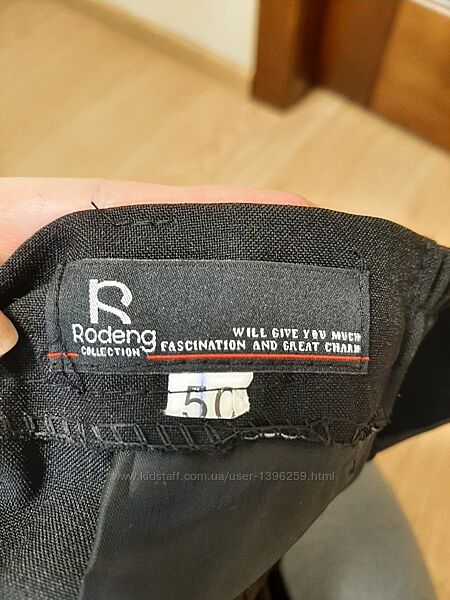 R
Rodeng
COLLECTION
WILL GIVE YOU MUCH
FASCINATION AND GREAT CHARM
50
www.kidstaff.com.ua/user-1396259.html